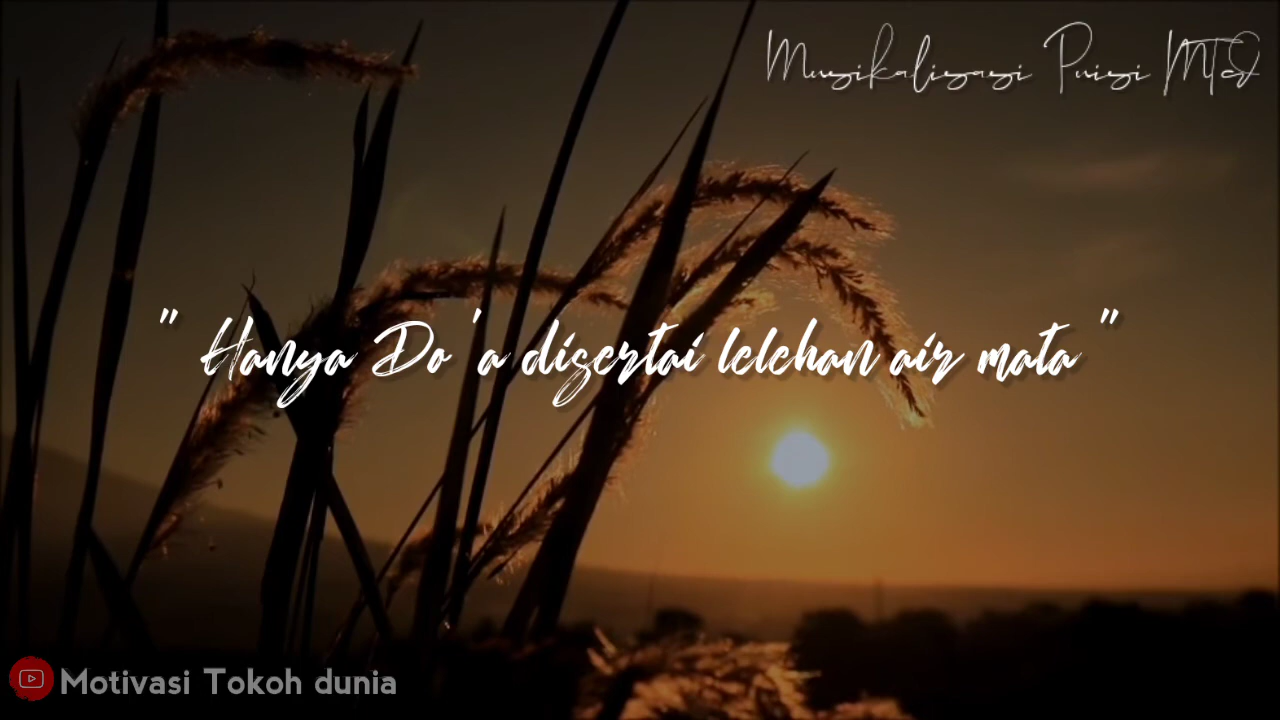 Musikalisasi Puisi MTd
" Hanya Do 'a disertai lelehan air mata "
Motivasi Tokoh dunia